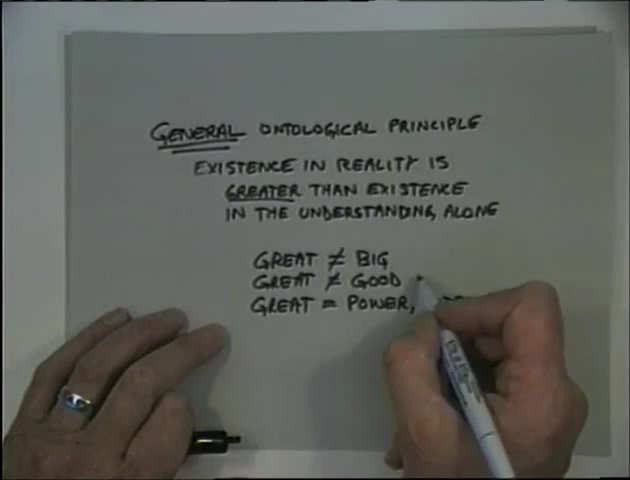 GENERAL ONTOLOGICAL PRINCIPLE
EXISTENCE IN REALITY IS
GREATER THAN EXISTENCE
IN THE UNDERSTANDING ALONE
GREAT ≠ BIG
GREAT ≠ GOOD
GREAT = POWER,